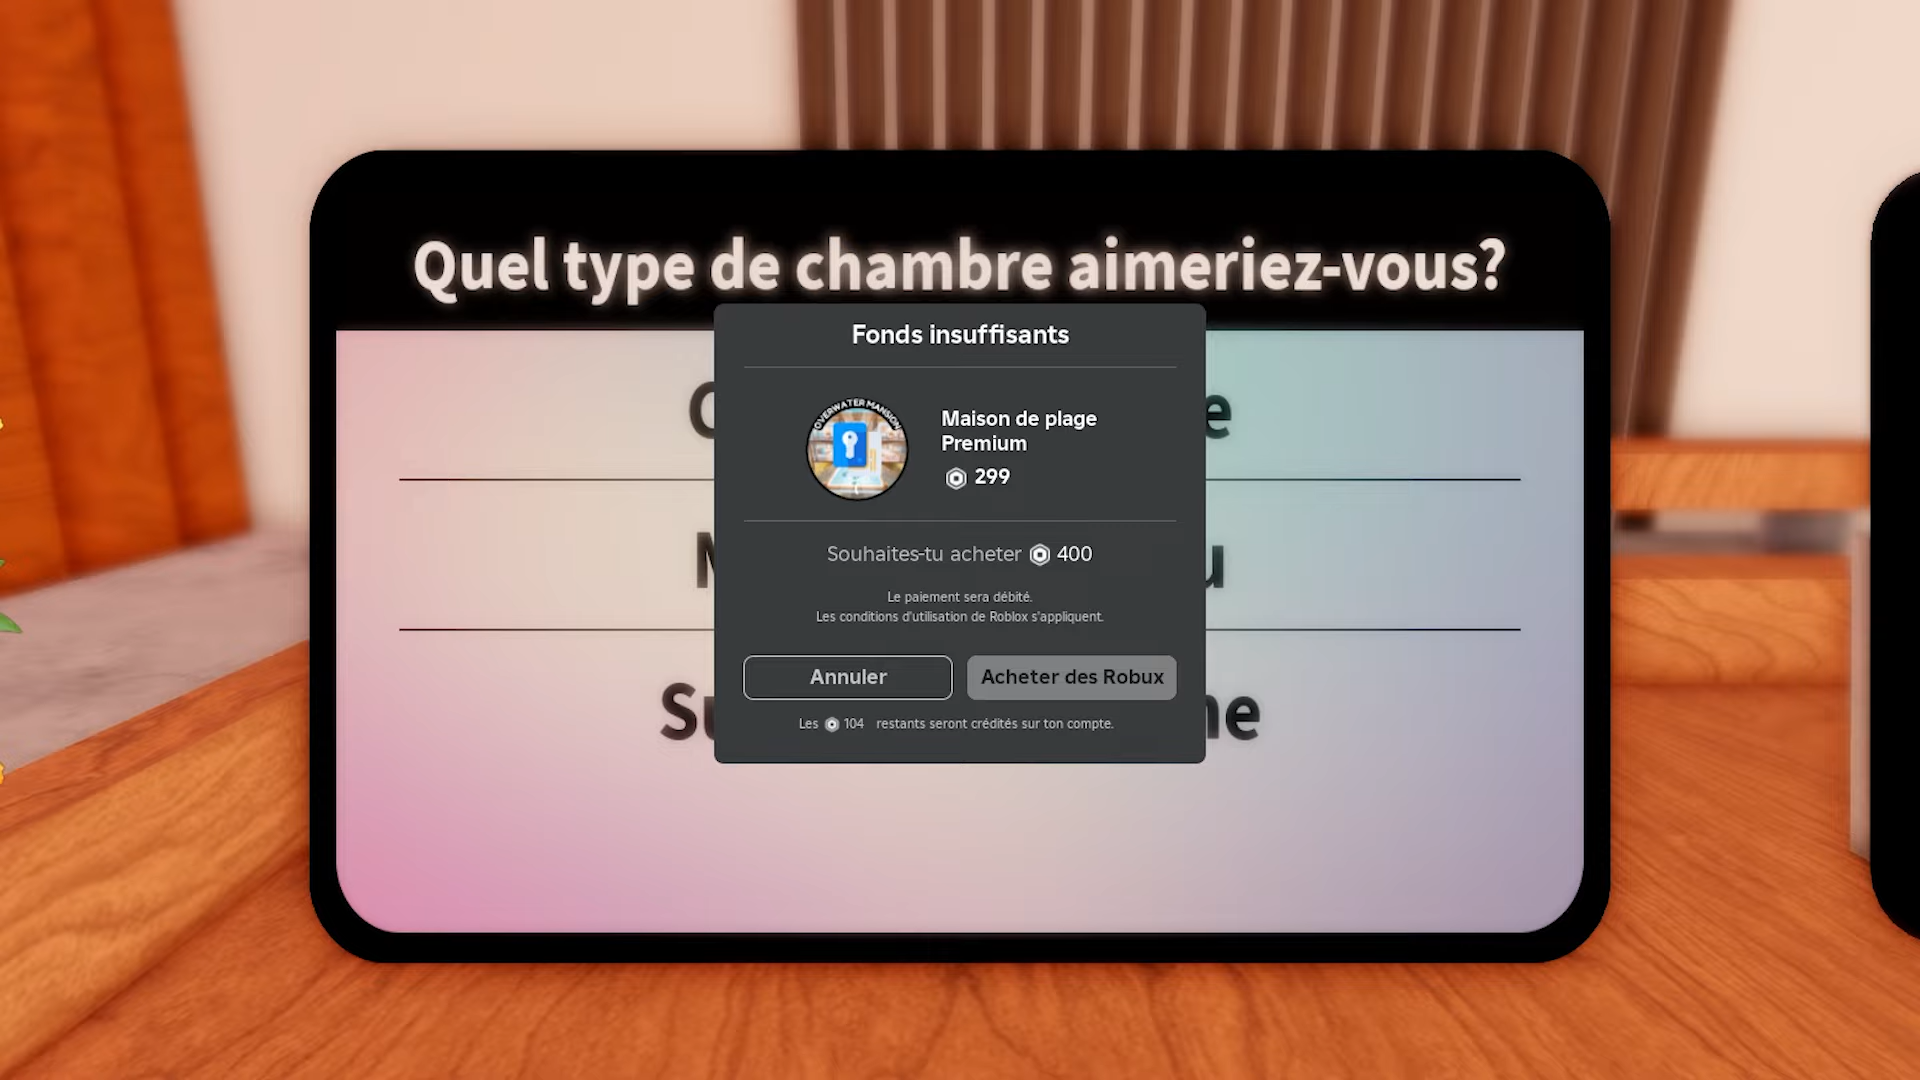 Quel type de chambre aimeriez-vous?
Fonds insuffisants
OVERWATER MANSION
Maison de plage
Premium
299
Souhaites-tu acheter 400
Le paiement sera débité.
Les conditions d'utilisation de Roblox s'appliquent.
Annuler
Acheter des Robux
Les 104 restants seront crédités sur ton compte.